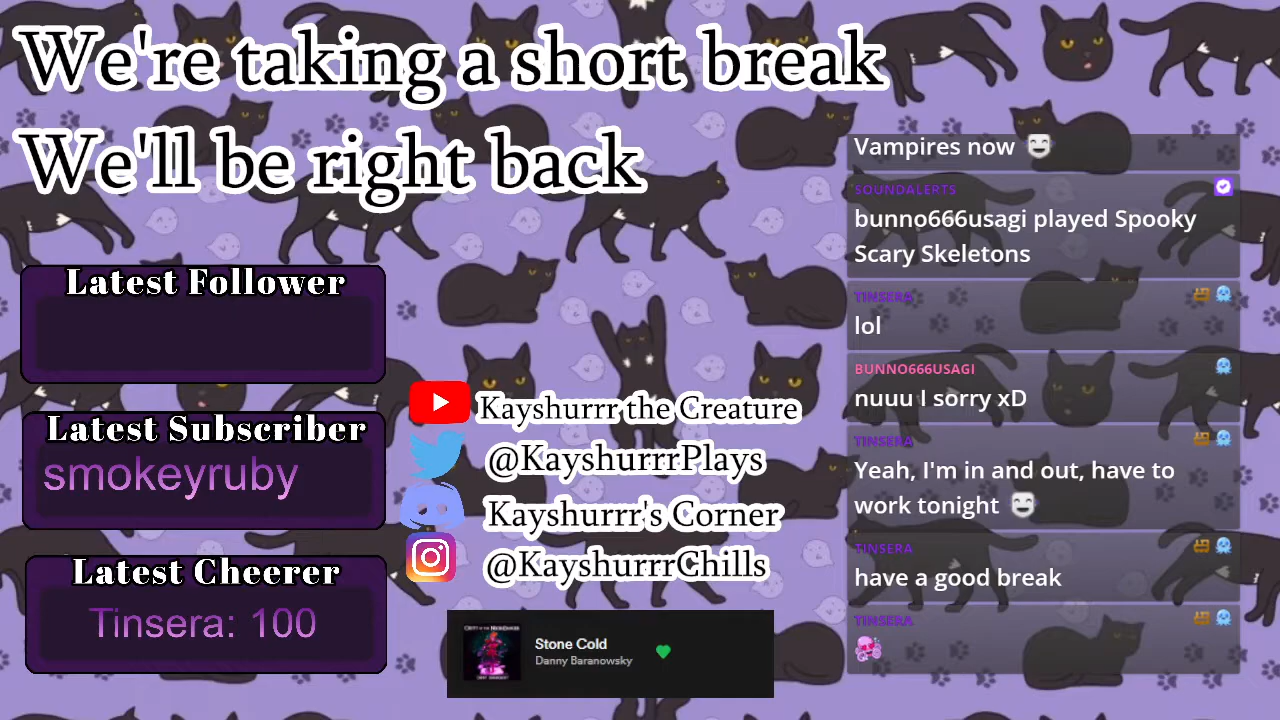 We're taking a short break
We'll be right back
Latest Follower
Latest Subscriber
smokeyruby
Latest Cheerer
Tinsera: 100
Kayshurrr the Creature
@KayshurrrPlays
Kayshurrr's Corner
@KayshurrrChills
Stone Cold
Danny Baranowsky
Vampires now
SOUNDALERTS
bunno666usagi played Spooky
Scary Skeletons
TINSERA
lol
BUNNO666USAGI
nuuu I sorry xD
TINSERA
Yeah, I'm in and out, have to
work tonight
TINSERA
have a good break
TINSERA